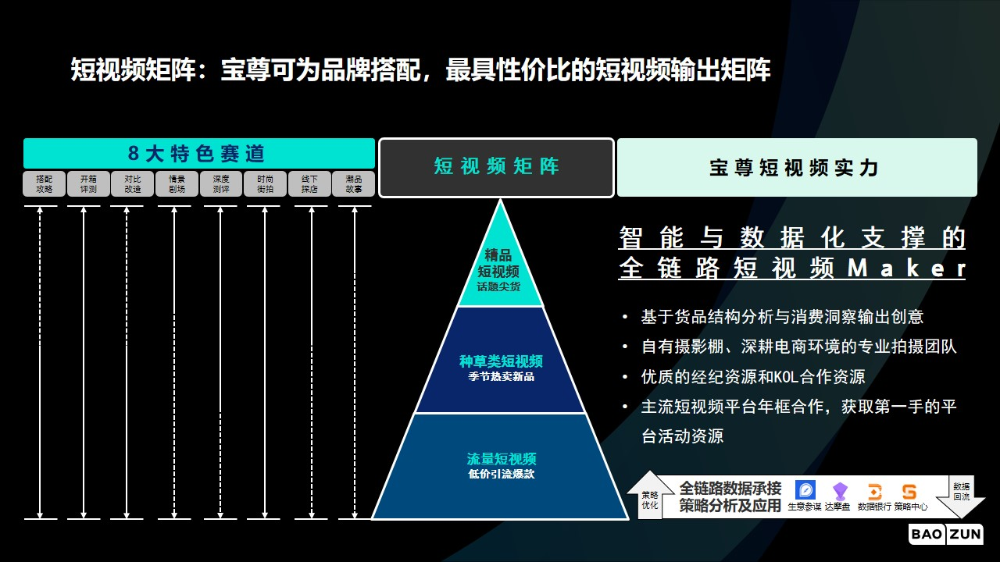 短视频矩阵：宝尊可为品牌搭配，最具性价比的短视频输出矩阵
8大特色赛道
搭配
攻略
开箱
评测
对比
改造
情景
剧场
深度
测评
时尚
街拍
线下
探店
潮品
故事
短视频矩阵
精品
短视频
话题尖货
种草类短视频
季节热卖新品
流量短视频
低价引流爆款
宝尊短视频实力
智能与数据化支撑的
全链路短视频Maker
• 基于货品结构分析与消费洞察输出创意
• 自有摄影棚、深耕电商环境的专业拍摄团队
• 优质的经纪资源和KOL合作资源
• 主流短视频平台年框合作，获取第一手的平
台活动资源
策略
优化
全链路数据承接
策略分析及应用
生意参谋 达摩盘 数据银行 策略中心
数据
回流
BAO ZUN